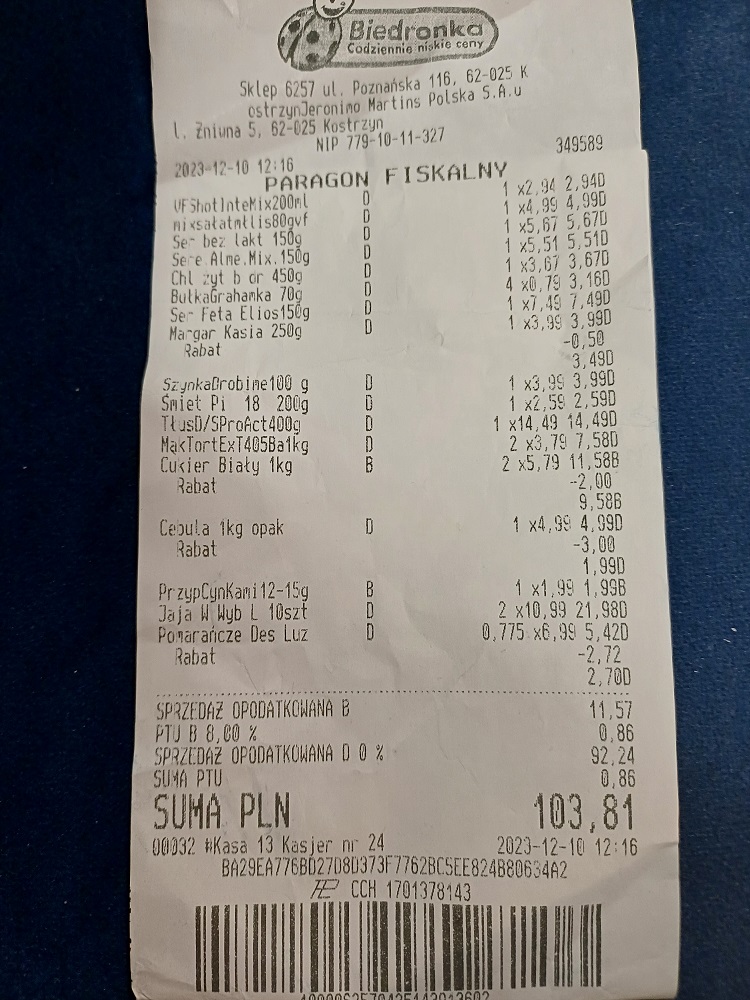 Biedronka
Codziennie niskie ceny
Sklep 6257 ul. Poznańska 116, 62-025 K
ostrzynJeronimo Martins Polska S.A.u
l. Żniwna 5, 62-025 Kostrzyn
NIP 779-10-11-327
2023-12-10 12:16 349589
PARAGON FISKALNY
VFShotInteMix200ml D 1 x2,94 2,94D
mixsałatmtlis80gvf D 1 x4,99 4,99D
Ser bez lakt 150g D 1 x5,67 5,67D
Sere.Alme.Mix.150g D 1 x5,51 5,51D
Chl żyt b dr 450g D 1 x3,67 3,67D
BułkaGrahamka 70g D 4 x0,79 3,16D
Ser Feta Elios150g D 1 x7,49 7,49D
Margar Kasia 250g D 1 x3,99 3,99D
Rabat -0,50
3,49D
SzynkaDrobime100 g D 1 x3,99 3,99D
Śmiet Pi 18 200g D 1 x2,59 2,59D
TłusD/SProAct400g D 1 x14,49 14,49D
MąkTortExT405Ba1kg D 2 x3,79 7,58D
Cukier Biały 1kg B 2 x5,79 11,58B
Rabat -2,00
9,58B
Cebula 1kg opak D 1 x4,99 4,99D
Rabat -3,00
1,99D
PrzypCynKami12-15g B 1 x1,99 1,99B
Jaja W Wyb L 10szt D 2 x10,99 21,98D
Pomarańcze Des Luz D 0,775 x6,99 5,42D
Rabat -2,72
2,70D
SPRZEDAŻ OPODATKOWANA B 11,57
PTU B 8,00 % 0,86
SPRZEDAŻ OPODATKOWANA D 0 % 92,24
SUMA PTU 0,86
SUMA PLN 103,81
00032 #Kasa 13 Kasjer nr 24 2023-12-10 12:16
BA29EA776BD27D8D373F7762BC5EE824B80634A2
CCH 1701378143